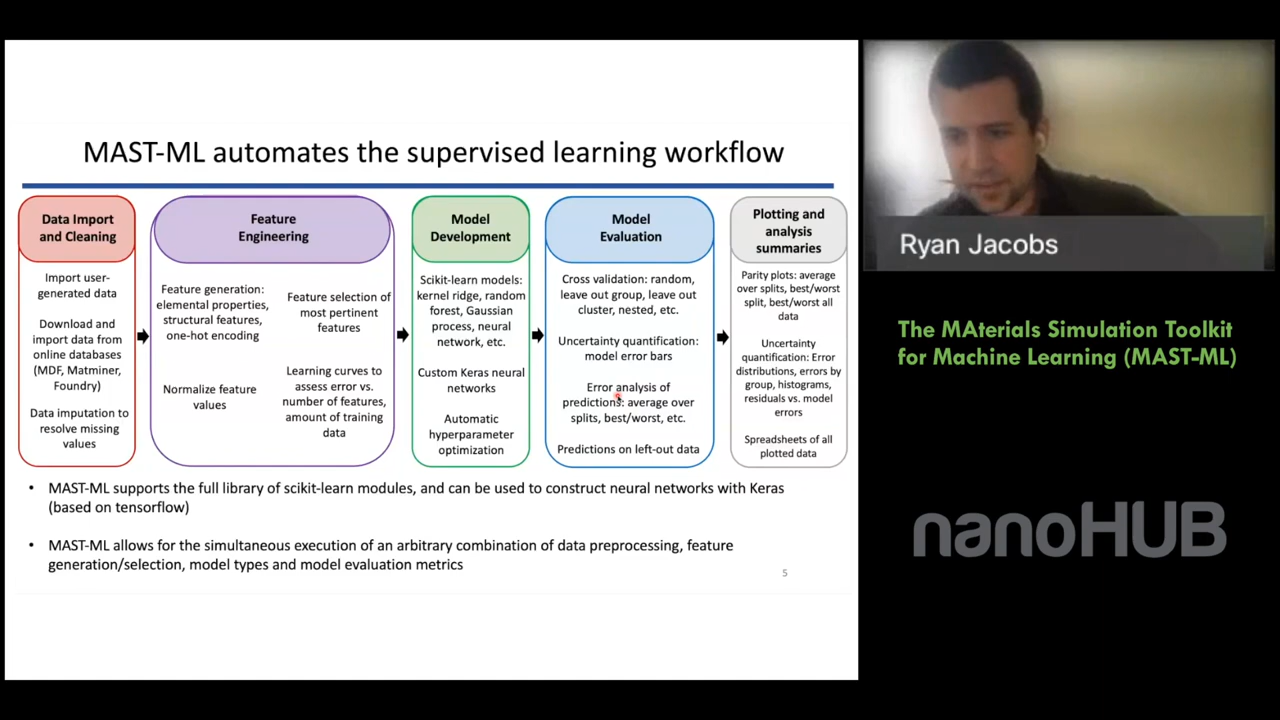 MAST-ML automates the supervised learning workflow
Data Import
and Cleaning
Import user-
generated data
Download and
import data from
online databases
(MDF, Matminer,
Foundry)
Data imputation to
resolve missing
values
Feature
Engineering
Feature generation:
elemental properties,
structural features,
one-hot encoding
Normalize feature
values
Feature selection of
most pertinent
features
Learning curves to
assess error vs.
number of features,
amount of training
data
Model
Development
Scikit-learn models:
kernel ridge, random
forest, Gaussian
process, neural
network, etc.
Custom Keras neural
networks
Automatic
hyperparameter
optimization
Model
Evaluation
Cross validation: random,
leave out group, leave out
cluster, nested, etc.
Uncertainty quantification:
model error bars
Error analysis of
predictions: average over
splits, best/worst, etc.
Predictions on left-out data
Plotting and
analysis
summaries
Parity plots: average
over splits, best/worst
split, best/worst all
data
Uncertainty
quantification: Error
distributions, errors by
group, histograms,
residuals vs. model
errors
Spreadsheets of all
plotted data
• MAST-ML supports the full library of scikit-learn modules, and can be used to construct neural networks with Keras
(based on tensorflow)
• MAST-ML allows for the simultaneous execution of an arbitrary combination of data preprocessing, feature
generation/selection, model types and model evaluation metrics
5
Ryan Jacobs
The MAterials Simulation Toolkit
for Machine Learning (MAST-ML)
nanoHUB